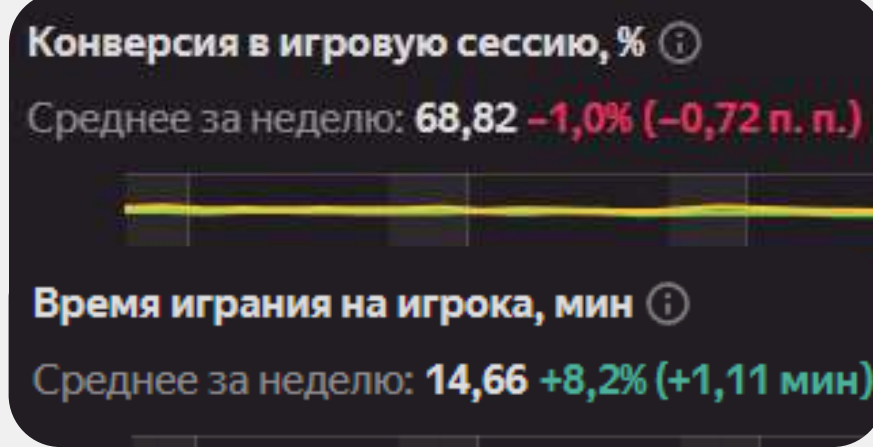 Конверсия в игровую сессию, %
Среднее за неделю: 68,82 –1,0% (–0,72 п. п.)
Время играния на игрока, мин
Среднее за неделю: 14,66 +8,2% (+1,11 мин)